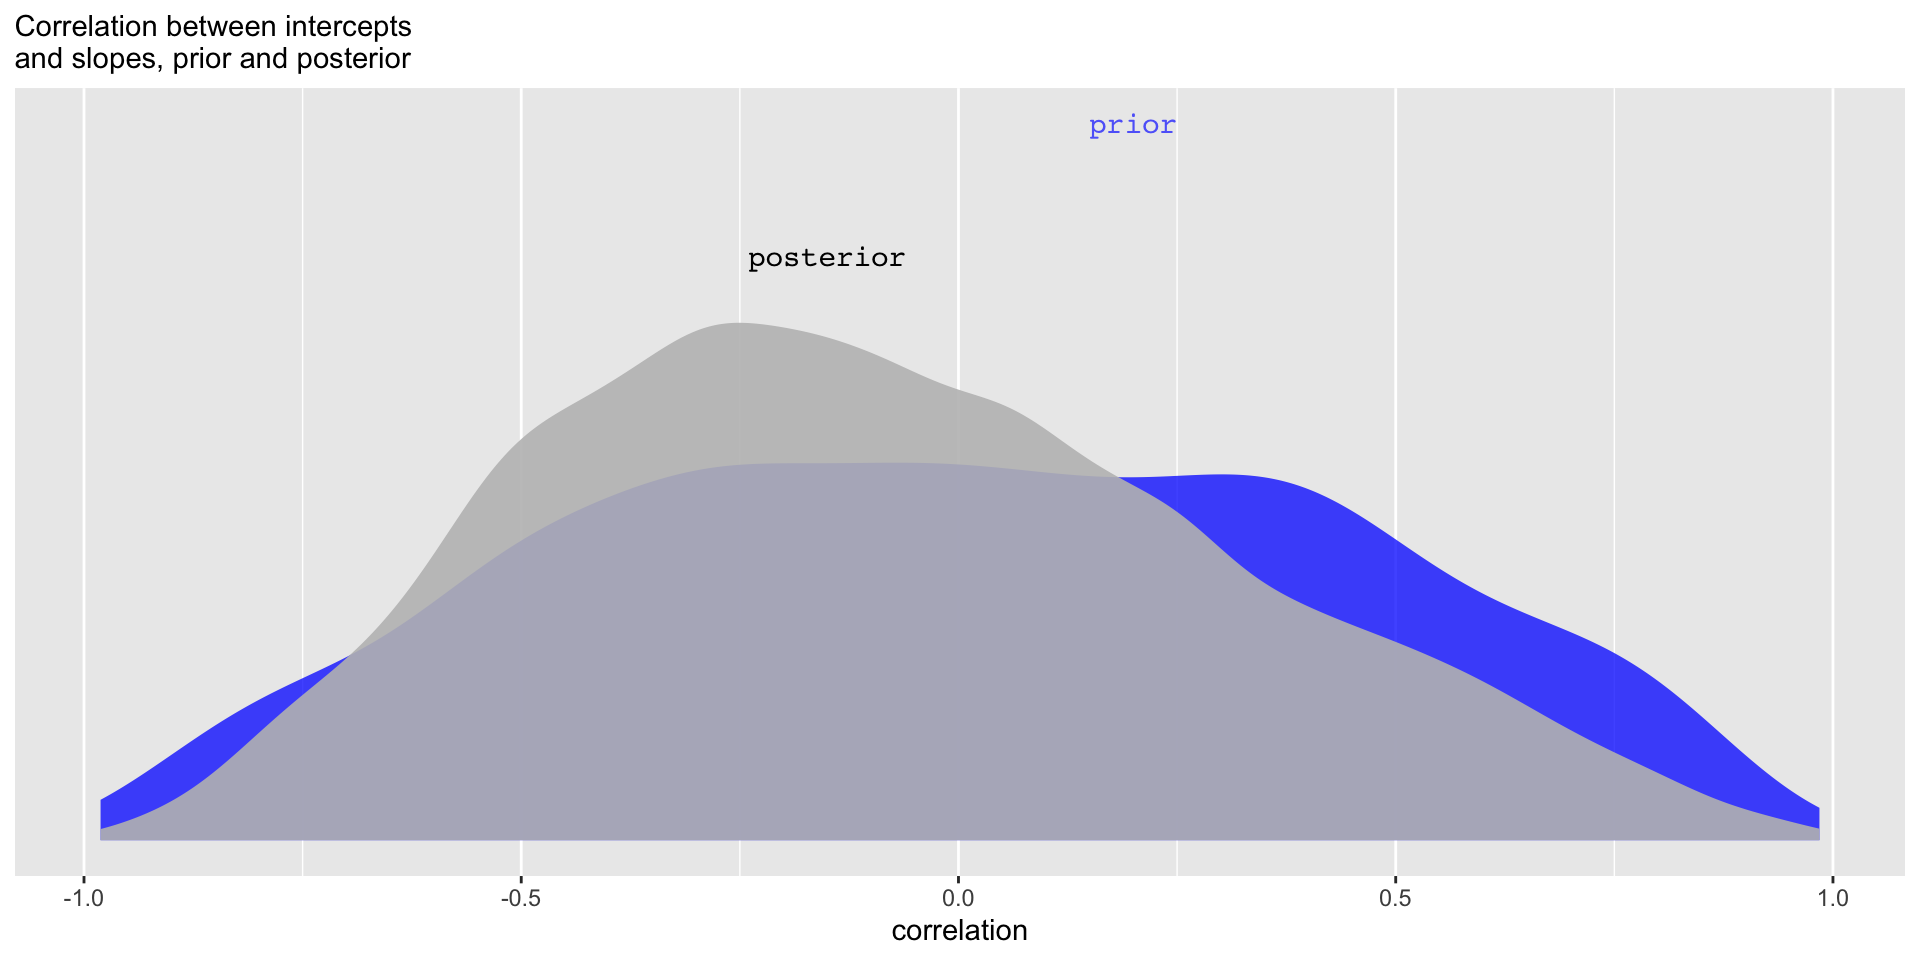 Correlation between intercepts
and slopes, prior and posterior
prior
posterior
-1.0 -0.5 0.0 0.5 1.0
correlation